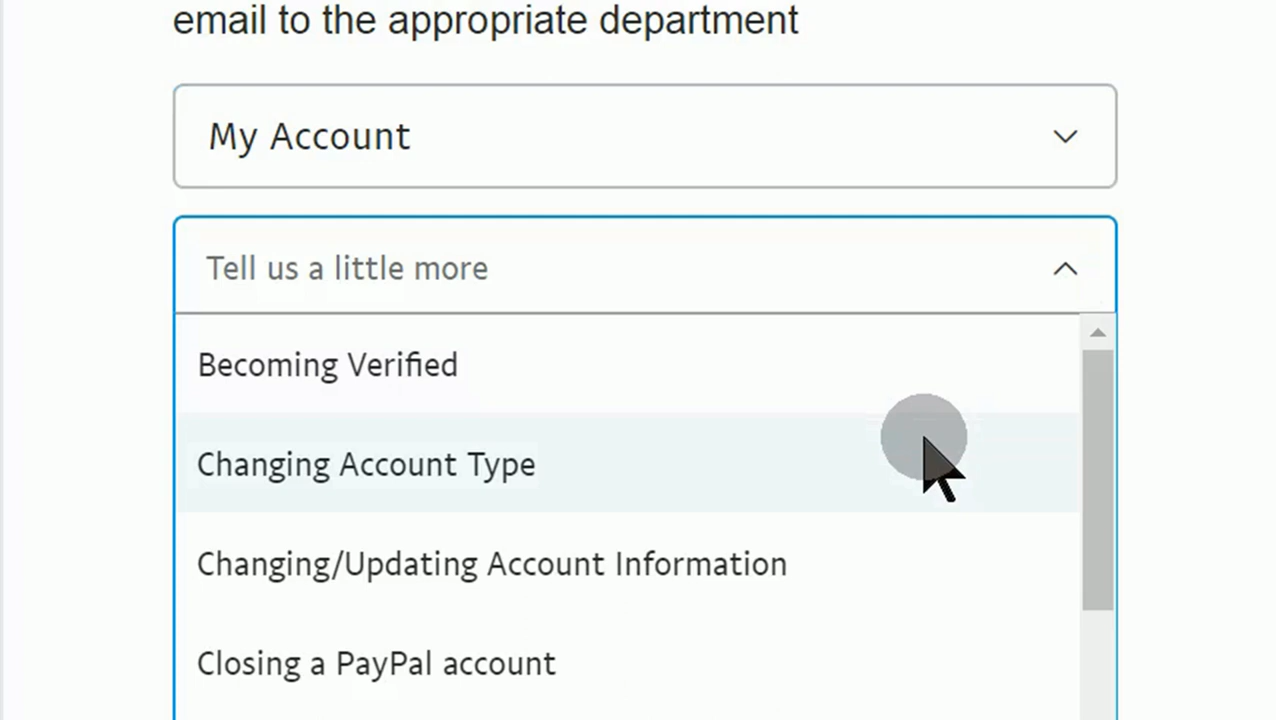 email to the appropriate department
My Account
Tell us a little more
Becoming Verified
Changing Account Type
Changing/Updating Account Information
Closing a PayPal account